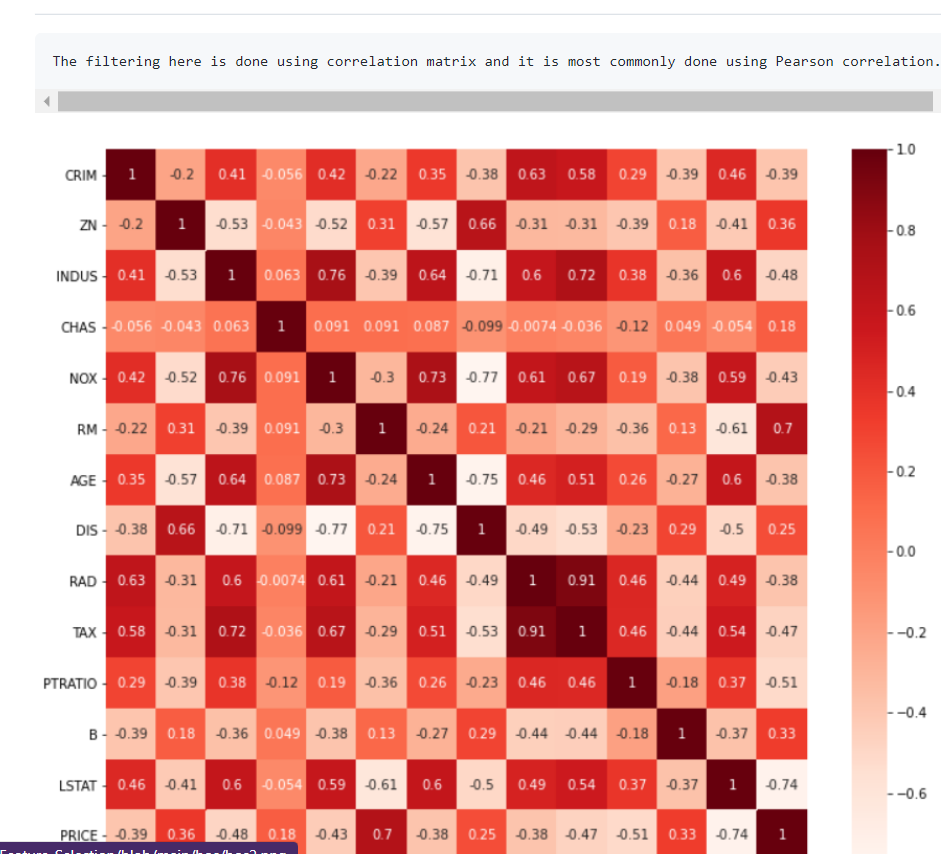 The filtering here is done using correlation matrix and it is most commonly done using Pearson correlation.
CRIM 1 -0.2 0.41 -0.056 0.42 -0.22 0.35 -0.38 0.63 0.58 0.29 -0.39 0.46 -0.39
ZN -0.2 1 -0.53 -0.043 -0.52 0.31 -0.57 0.66 -0.31 -0.31 -0.39 0.18 -0.41 0.36
INDUS 0.41 -0.53 1 0.063 0.76 -0.39 0.64 -0.71 0.6 0.72 0.38 -0.36 0.6 -0.48
CHAS -0.056 -0.043 0.063 1 0.091 0.091 0.087 -0.099 -0.0074 -0.036 -0.12 0.049 -0.054 0.18
NOX 0.42 -0.52 0.76 0.091 1 -0.3 0.73 -0.77 0.61 0.67 0.19 -0.38 0.59 -0.43
RM -0.22 0.31 -0.39 0.091 -0.3 1 -0.24 0.21 -0.21 -0.29 -0.36 0.13 -0.61 0.7
AGE 0.35 -0.57 0.64 0.087 0.73 -0.24 1 -0.75 0.46 0.51 0.26 -0.27 0.6 -0.38
DIS -0.38 0.66 -0.71 -0.099 -0.77 0.21 -0.75 1 -0.49 -0.53 -0.23 0.29 -0.5 0.25
RAD 0.63 -0.31 0.6 -0.0074 0.61 -0.21 0.46 -0.49 1 0.91 0.46 -0.44 0.49 -0.38
TAX 0.58 -0.31 0.72 -0.036 0.67 -0.29 0.51 -0.53 0.91 1 0.46 -0.44 0.54 -0.47
PTRATIO 0.29 -0.39 0.38 -0.12 0.19 -0.36 0.26 -0.23 0.46 0.46 1 -0.18 0.37 -0.51
B -0.39 0.18 -0.36 0.049 -0.38 0.13 -0.27 0.29 -0.44 -0.44 -0.18 1 -0.37 0.33
LSTAT 0.46 -0.41 0.6 -0.054 0.59 -0.61 0.6 -0.5 0.49 0.54 0.37 -0.37 1 -0.74
PRICE -0.39 0.36 -0.48 0.18 -0.43 0.7 -0.38 0.25 -0.38 -0.47 -0.51 0.33 -0.74 1
1.0
0.8
0.6
0.4
0.2
0.0
−0.2
−0.4
−0.6